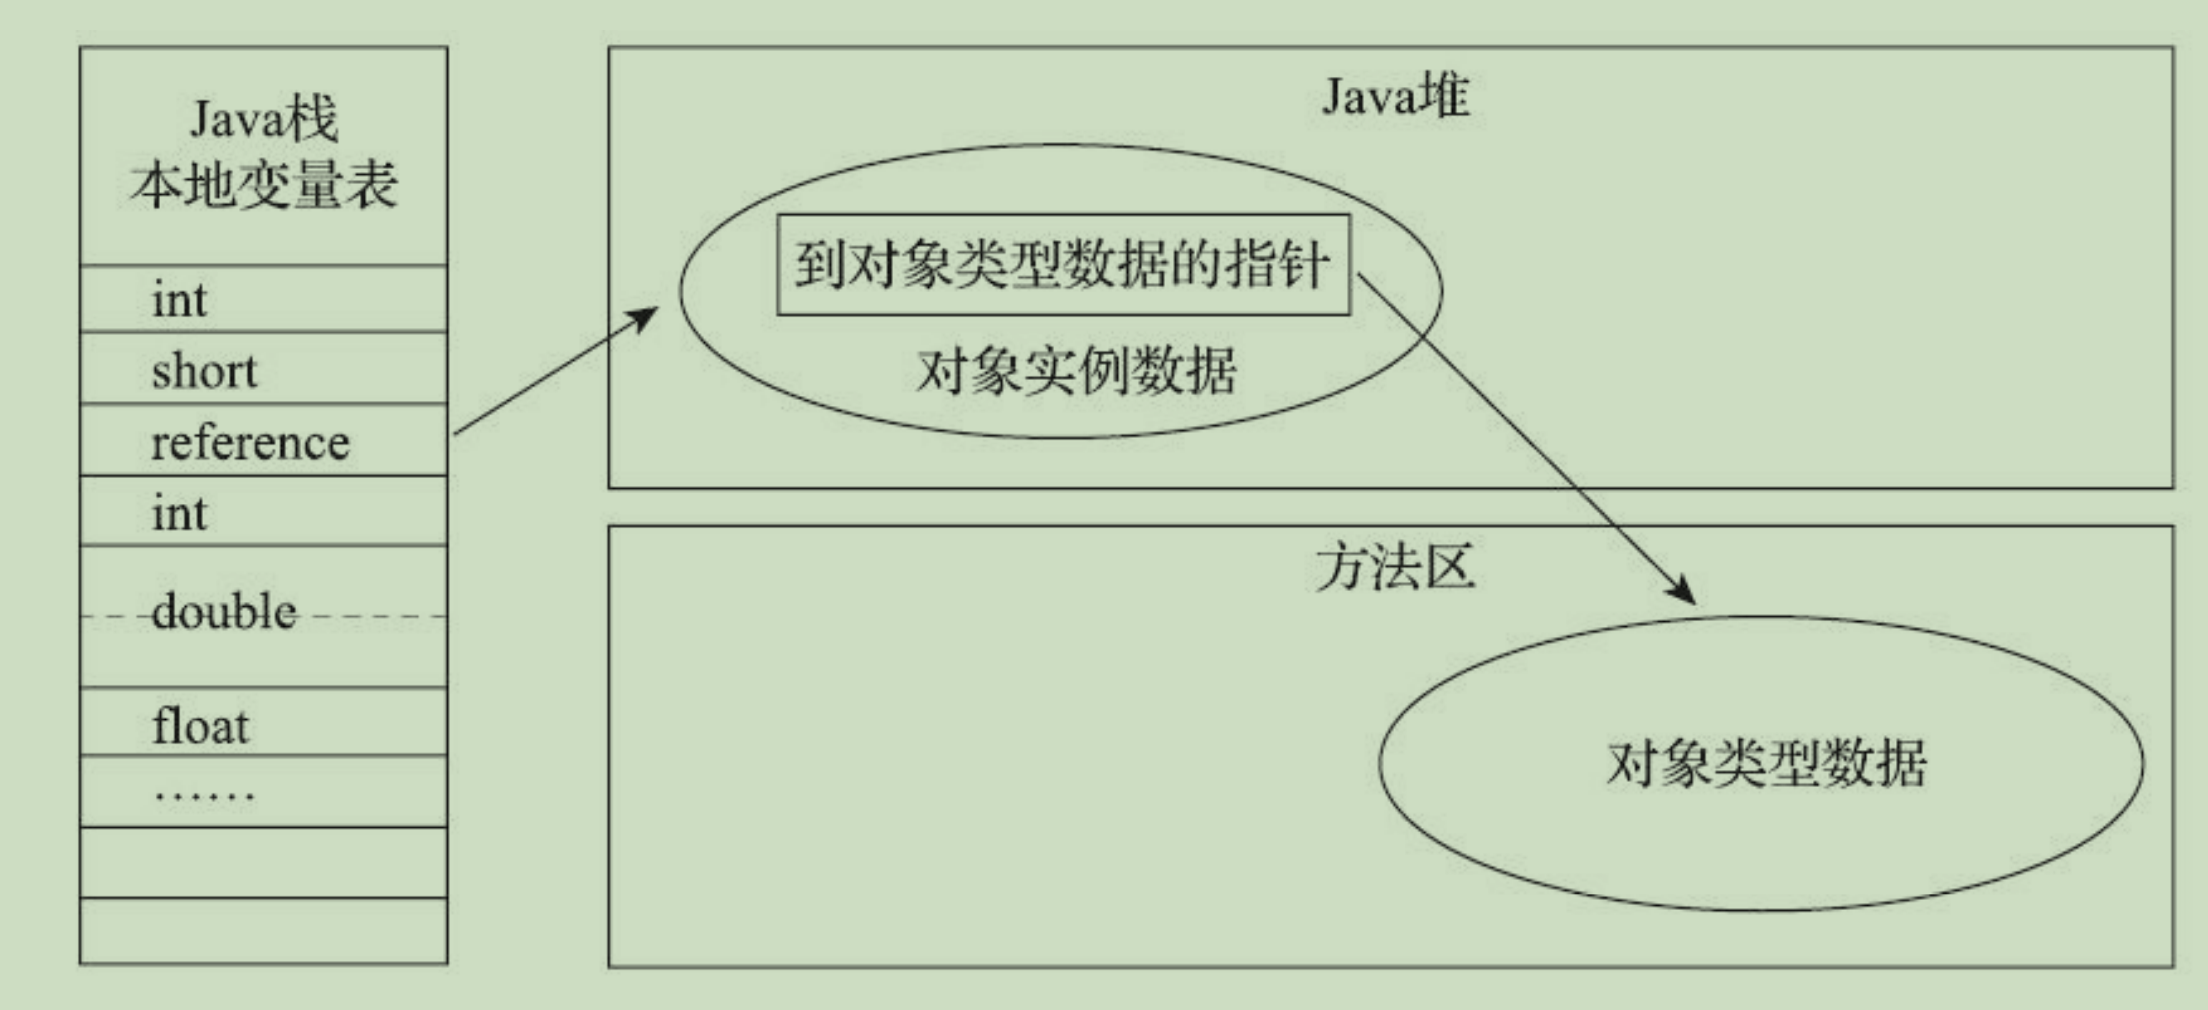 Java栈
本地变量表
int
short
reference
int
double
float
……
Java堆
到对象类型数据的指针
对象实例数据
方法区
对象类型数据